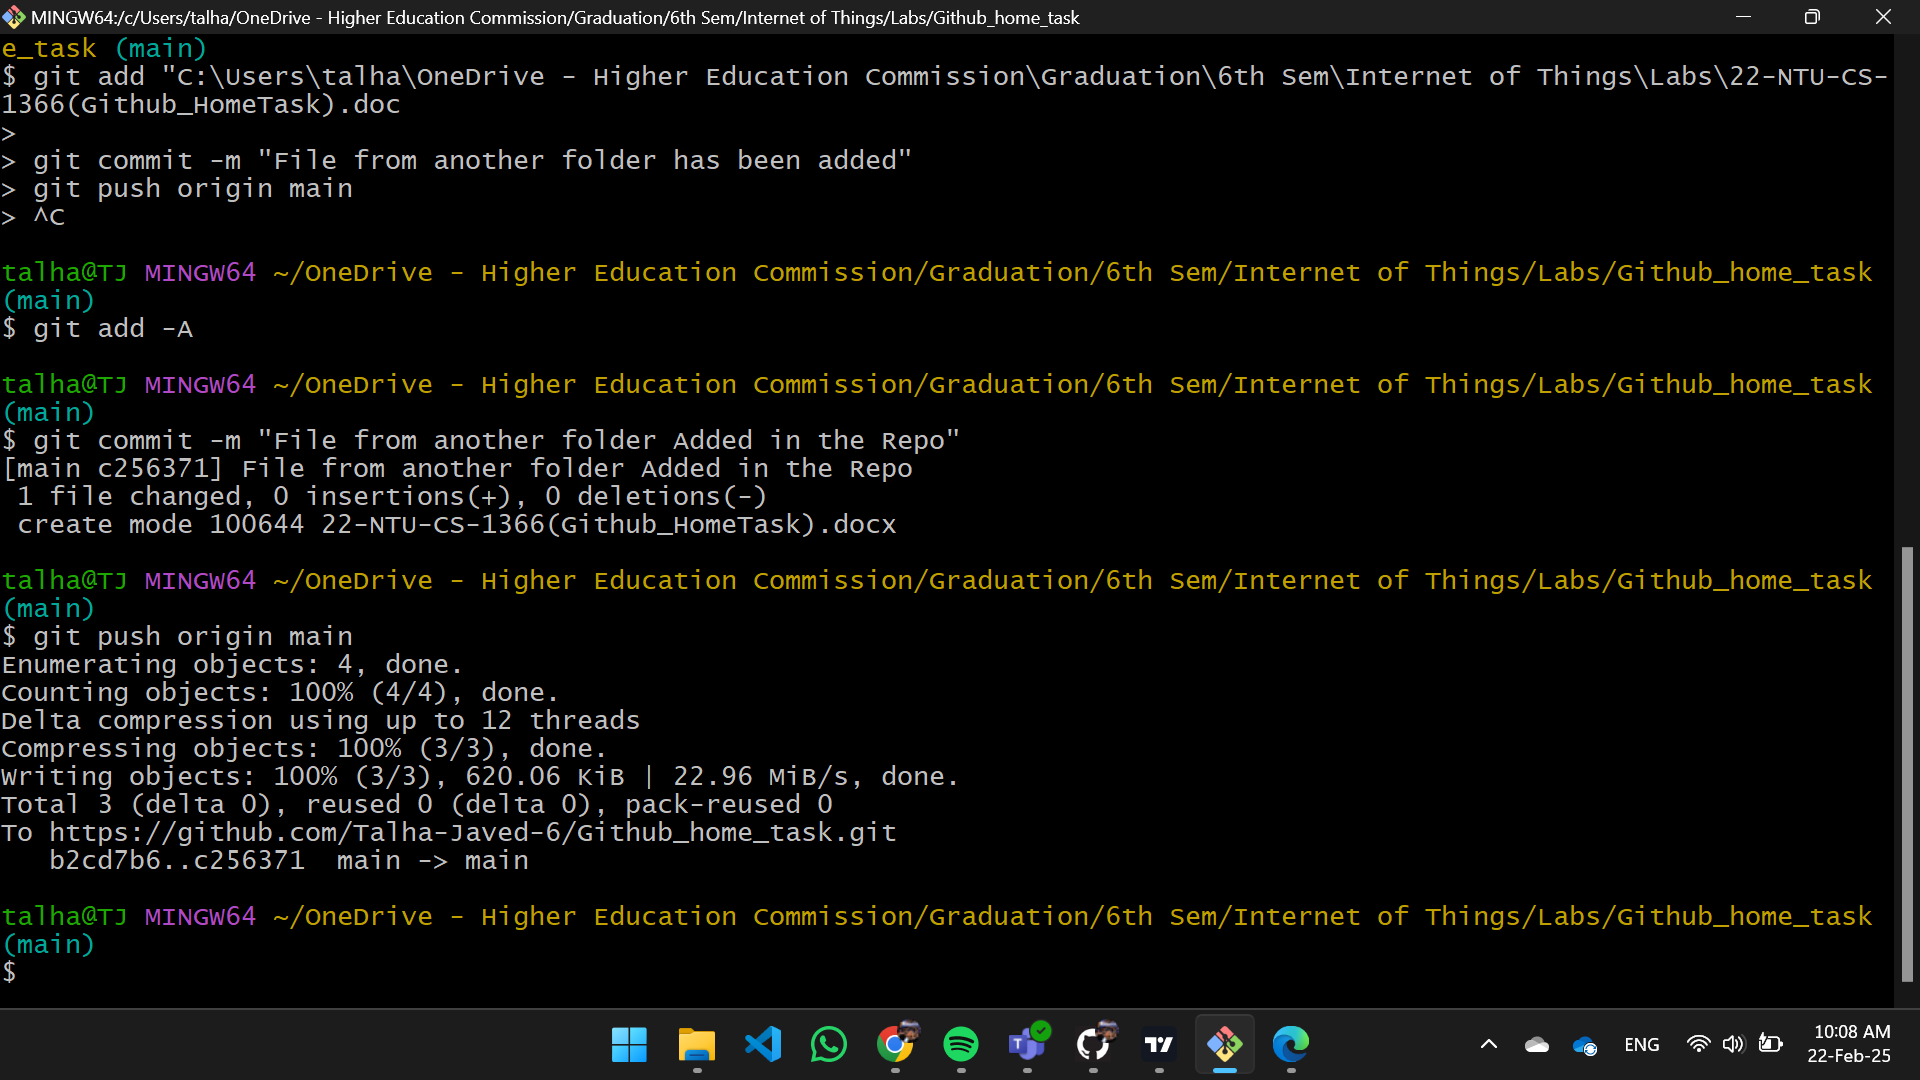 MINGW64:/c/Users/talha/OneDrive - Higher Education Commission/Graduation/6th Sem/Internet of Things/Labs/Github_home_task
e_task (main)
$ git add "C:\Users\talha\OneDrive - Higher Education Commission\Graduation\6th Sem\Internet of Things\Labs\22-NTU-CS-
1366(Github_HomeTask).doc
>
> git commit -m "File from another folder has been added"
> git push origin main
> ^C
talha@TJ MINGW64 ~/OneDrive - Higher Education Commission/Graduation/6th Sem/Internet of Things/Labs/Github_home_task
(main)
$ git add -A
talha@TJ MINGW64 ~/OneDrive - Higher Education Commission/Graduation/6th Sem/Internet of Things/Labs/Github_home_task
(main)
$ git commit -m "File from another folder Added in the Repo"
[main c256371] File from another folder Added in the Repo
 1 file changed, 0 insertions(+), 0 deletions(-)
 create mode 100644 22-NTU-CS-1366(Github_HomeTask).docx
talha@TJ MINGW64 ~/OneDrive - Higher Education Commission/Graduation/6th Sem/Internet of Things/Labs/Github_home_task
(main)
$ git push origin main
Enumerating objects: 4, done.
Counting objects: 100% (4/4), done.
Delta compression using up to 12 threads
Compressing objects: 100% (3/3), done.
Writing objects: 100% (3/3), 620.06 KiB | 22.96 MiB/s, done.
Total 3 (delta 0), reused 0 (delta 0), pack-reused 0
To https://github.com/Talha-Javed-6/Github_home_task.git
   b2cd7b6..c256371  main -> main
talha@TJ MINGW64 ~/OneDrive - Higher Education Commission/Graduation/6th Sem/Internet of Things/Labs/Github_home_task
(main)
$
ENG
10:08 AM
22-Feb-25